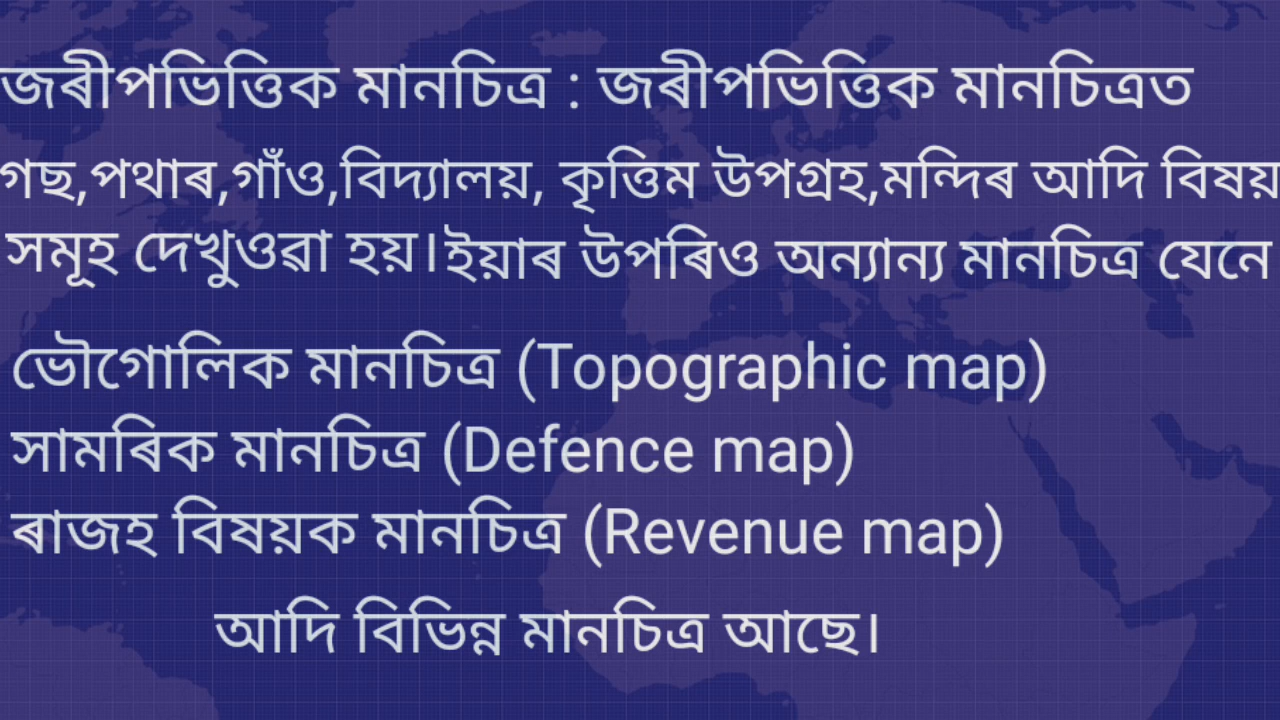 জৰীপভিত্তিক মানচিত্ৰ : জৰীপভিত্তিক মানচিত্ৰত
গছ,পথাৰ,গাঁও,বিদ্যালয়, কৃত্তিম উপগ্ৰহ,মন্দিৰ আদি বিষয়
সমূহ দেখুওৱা হয়।ইয়াৰ উপৰিও অন্যান্য মানচিত্ৰ যেনে
ভৌগোলিক মানচিত্ৰ (Topographic map)
সামৰিক মানচিত্ৰ (Defence map)
ৰাজহ বিষয়ক মানচিত্ৰ (Revenue map)
আদি বিভিন্ন মানচিত্ৰ আছে।